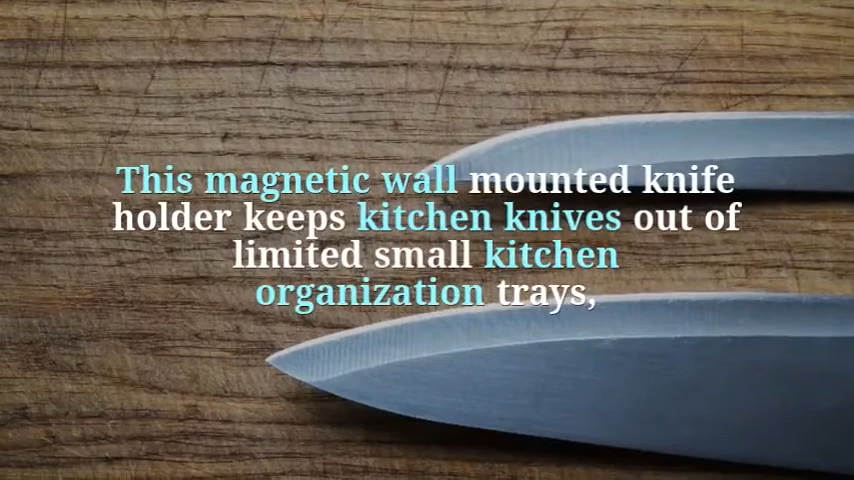 This magnetic wall mounted knife
holder keeps kitchen knives out of
limited small kitchen
organization trays,